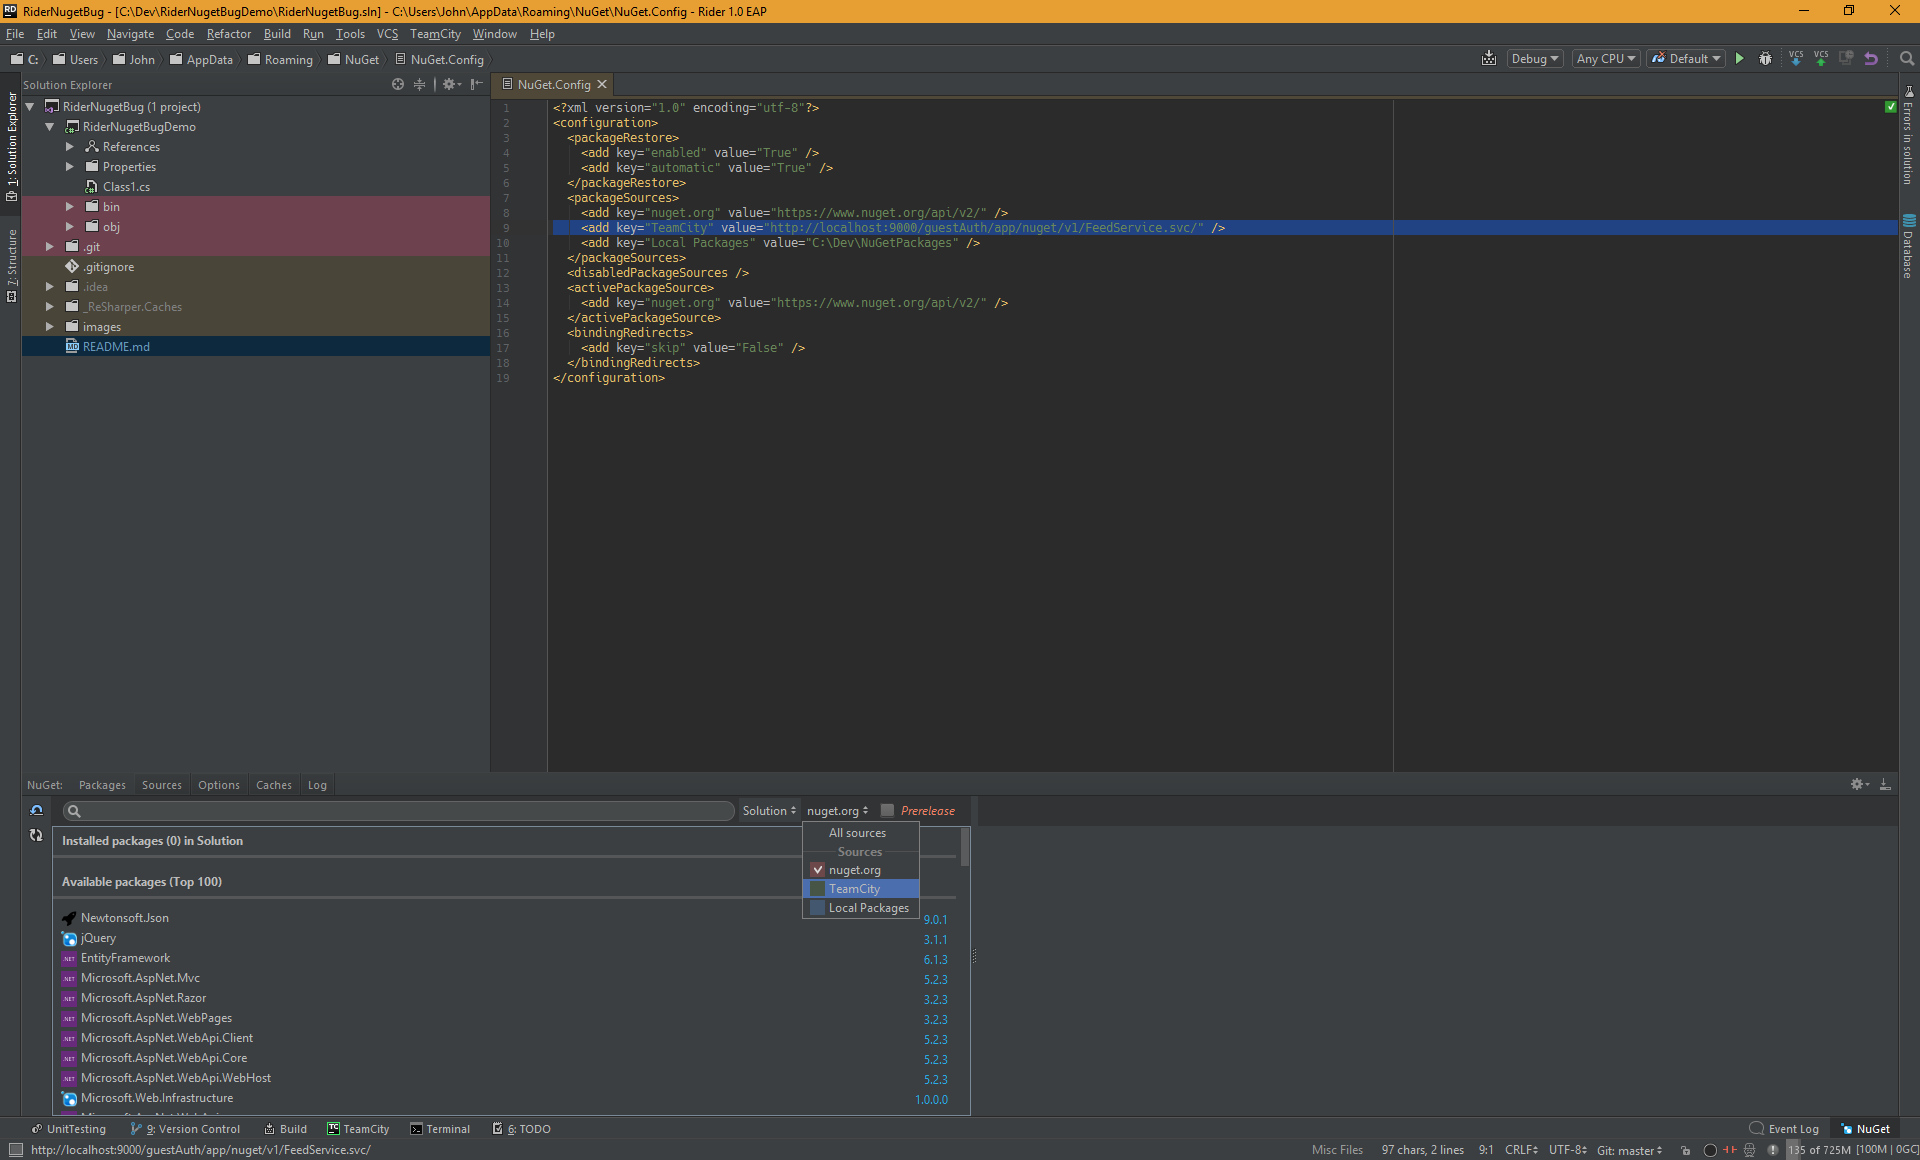 RD RiderNugetBug - [C:\Dev\RiderNugetBugDemo\RiderNugetBug.sln] - C:\Users\John\AppData\Roaming\NuGet\NuGet.Config - Rider 1.0 EAP
File Edit View Navigate Code Refactor Build Run Tools VCS TeamCity Window Help
C: Users John AppData Roaming NuGet NuGet.Config Debug Any CPU Default VCS VCS
Solution Explorer
1: Solution Explorer
7: Structure
RiderNugetBug (1 project)
RiderNugetBugDemo
References
Properties
Class1.cs
bin
obj
.git
.gitignore
.idea
_ReSharper.Caches
images
README.md
NuGet.Config
1 <?xml version="1.0" encoding="utf-8"?>
2 <configuration>
3 <packageRestore>
4 <add key="enabled" value="True" />
5 <add key="automatic" value="True" />
6 </packageRestore>
7 <packageSources>
8 <add key="nuget.org" value="https://www.nuget.org/api/v2/" />
9 <add key="TeamCity" value="http://localhost:9000/guestAuth/app/nuget/v1/FeedService.svc/" />
10 <add key="Local Packages" value="C:\Dev\NuGetPackages" />
11 </packageSources>
12 <disabledPackageSources />
13 <activePackageSource>
14 <add key="nuget.org" value="https://www.nuget.org/api/v2/" />
15 </activePackageSource>
16 <bindingRedirects>
17 <add key="skip" value="False" />
18 </bindingRedirects>
19 </configuration>
Errors in solution
Database
NuGet: Packages Sources Options Caches Log
Solution nuget.org Prerelease
All sources
Sources
nuget.org
TeamCity
Local Packages
Installed packages (0) in Solution
Available packages (Top 100)
Newtonsoft.Json 9.0.1
jQuery 3.1.1
.NET EntityFramework 6.1.3
.NET Microsoft.AspNet.Mvc 5.2.3
.NET Microsoft.AspNet.Razor 3.2.3
.NET Microsoft.AspNet.WebPages 3.2.3
.NET Microsoft.AspNet.WebApi.Client 5.2.3
.NET Microsoft.AspNet.WebApi.Core 5.2.3
.NET Microsoft.AspNet.WebApi.WebHost 5.2.3
Microsoft.Web.Infrastructure 1.0.0.0
UnitTesting 9: Version Control Build TC TeamCity Terminal 6: TODO Event Log NuGet
http://localhost:9000/guestAuth/app/nuget/v1/FeedService.svc/ Misc Files 97 chars, 2 lines 9:1 CRLF UTF-8 Git: master 135 of 725M [100M | 0GC]